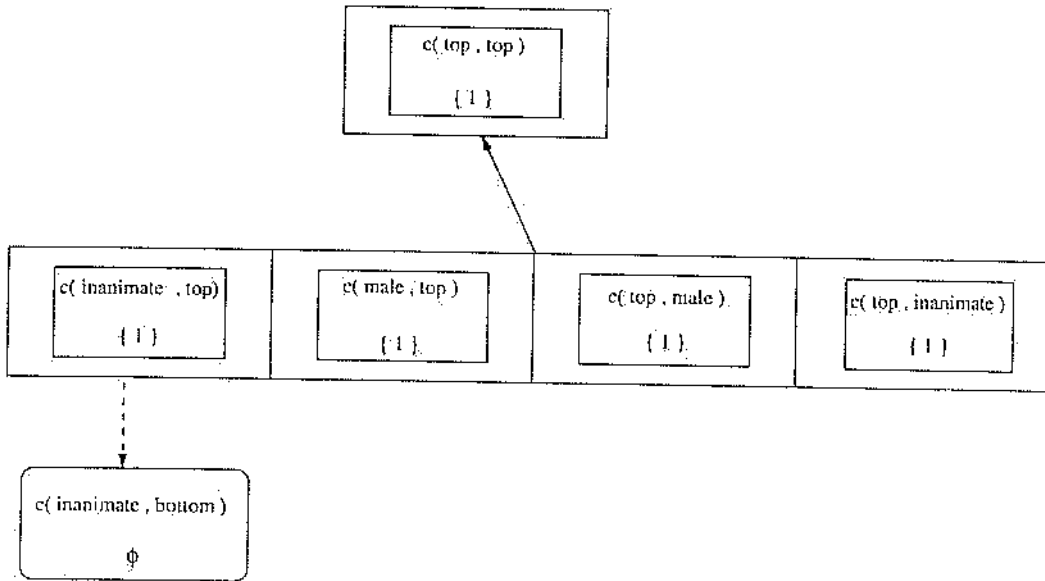 c( top , top )
{ 1 }
c( inanimate , top)
{ 1 }
c( male , top )
{ 1 }
c( top , male )
{ 1 }
c( top , inanimate )
{ 1 }
c( inanimate , bottom )
ϕ